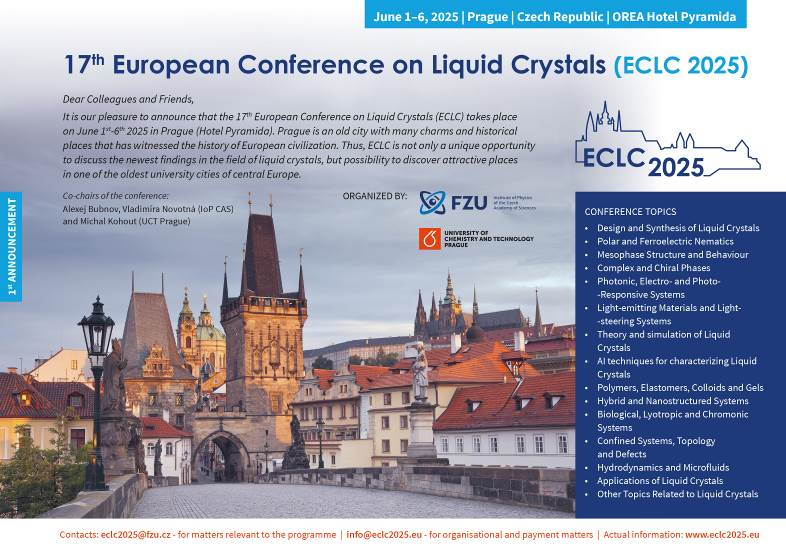 June 1–6, 2025 | Prague | Czech Republic | OREA Hotel Pyramida
17th European Conference on Liquid Crystals (ECLC 2025)
Dear Colleagues and Friends,
It is our pleasure to announce that the 17th European Conference on Liquid Crystals (ECLC) takes place
on June 1st-6th 2025 in Prague (Hotel Pyramida). Prague is an old city with many charms and historical
places that has witnessed the history of European civilization. Thus, ECLC is not only a unique opportunity
to discuss the newest findings in the field of liquid crystals, but possibility to discover attractive places
in one of the oldest university cities of central Europe.
ECLC 2025
1st ANNOUNCEMENT
Co-chairs of the conference:
Alexej Bubnov, Vladimíra Novotná (IoP CAS)
and Michal Kohout (UCT Prague)
ORGANIZED BY:
FZU
Institute of Physics
of the Czech
Academy of Sciences
UNIVERSITY OF
CHEMISTRY AND TECHNOLOGY
PRAGUE
CONFERENCE TOPICS
• Design and Synthesis of Liquid Crystals
• Polar and Ferroelectric Nematics
• Mesophase Structure and Behaviour
• Complex and Chiral Phases
• Photonic, Electro- and Photo-
-Responsive Systems
• Light-emitting Materials and Light-
-steering Systems
• Theory and simulation of Liquid
Crystals
• AI techniques for characterizing Liquid
Crystals
• Polymers, Elastomers, Colloids and Gels
• Hybrid and Nanostructured Systems
• Biological, Lyotropic and Chromonic
Systems
• Confined Systems, Topology
and Defects
• Hydrodynamics and Microfluids
• Applications of Liquid Crystals
• Other Topics Related to Liquid Crystals
Contacts: eclc2025@fzu.cz - for matters relevant to the programme | info@eclc2025.eu - for organisational and payment matters | Actual information: www.eclc2025.eu